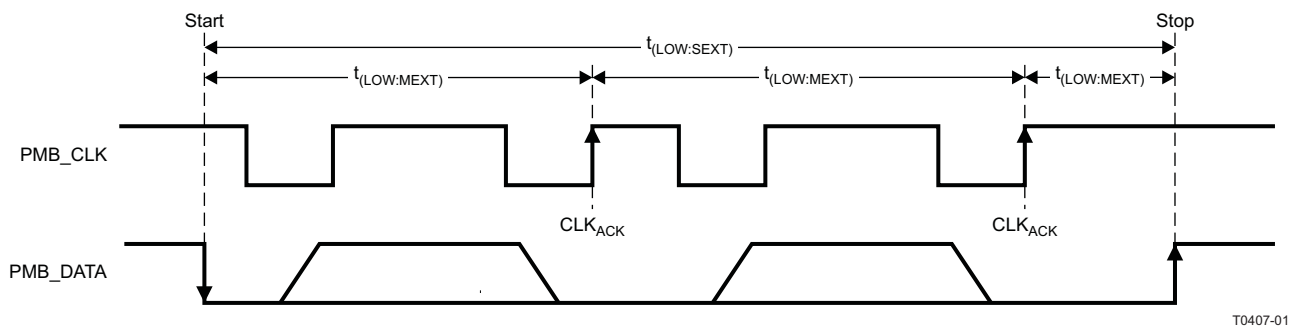 Start Stop
t(LOW:SEXT)
t(LOW:MEXT) t(LOW:MEXT) t(LOW:MEXT)
PMB_CLK
CLKACK CLKACK
PMB_DATA
T0407-01